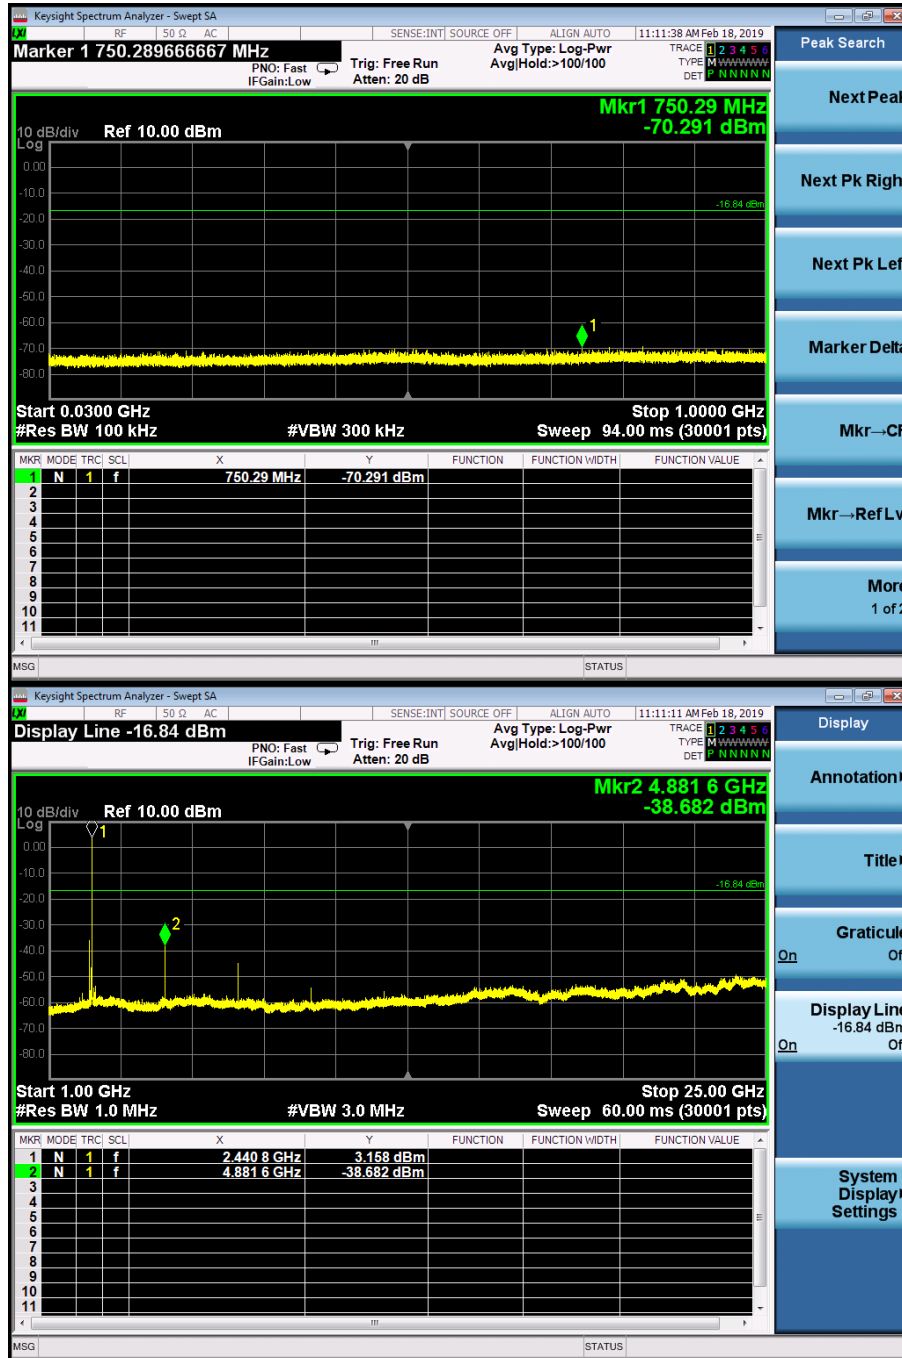 Keysight Spectrum Analyzer - Swept SA
LXI RF 50 Ω AC SENSE:INT SOURCE OFF ALIGN AUTO 11:11:38 AM Feb 18, 2019
Marker 1 750.289666667 MHz
PNO: Fast
IFGain:Low
Trig: Free Run
Atten: 20 dB
Avg Type: Log-Pwr
Avg|Hold:>100/100
TRACE 1 2 3 4 5 6
TYPE M WWWWW
DET P N N N N N
Mkr1 750.29 MHz
-70.291 dBm
10 dB/div Ref 10.00 dBm
Log
0.00
-10.0
-16.84 dBm
-20.0
-30.0
-40.0
-50.0
-60.0
1
-70.0
-80.0
Start 0.0300 GHz Stop 1.0000 GHz
#Res BW 100 kHz #VBW 300 kHz Sweep 94.00 ms (30001 pts)
MKR MODE TRC SCL X Y FUNCTION FUNCTION WIDTH FUNCTION VALUE
1 N 1 f 750.29 MHz -70.291 dBm
2
3
4
5
6
7
8
9
10
11
MSG STATUS
Peak Search
Next Peak
Next Pk Righ
Next Pk Lef
Marker Delta
Mkr→CF
Mkr→Ref Lv
More
1 of 2
Keysight Spectrum Analyzer - Swept SA
LXI RF 50 Ω AC SENSE:INT SOURCE OFF ALIGN AUTO 11:11:11 AM Feb 18, 2019
Display Line -16.84 dBm
PNO: Fast
IFGain:Low
Trig: Free Run
Atten: 20 dB
Avg Type: Log-Pwr
Avg|Hold:>100/100
TRACE 1 2 3 4 5 6
TYPE M WWWWW
DET P N N N N N
Mkr2 4.881 6 GHz
-38.682 dBm
10 dB/div Ref 10.00 dBm
Log
1
0.00
-10.0
-16.84 dBm
-20.0
2
-30.0
-40.0
-50.0
-60.0
-70.0
-80.0
Start 1.00 GHz Stop 25.00 GHz
#Res BW 1.0 MHz #VBW 3.0 MHz Sweep 60.00 ms (30001 pts)
MKR MODE TRC SCL X Y FUNCTION FUNCTION WIDTH FUNCTION VALUE
1 N 1 f 2.440 8 GHz 3.158 dBm
2 N 1 f 4.881 6 GHz -38.682 dBm
3
4
5
6
7
8
9
10
11
MSG STATUS
Display
Annotation
Title
Graticule
On Of
Display Line
-16.84 dBm
On Of
System
Display
Settings